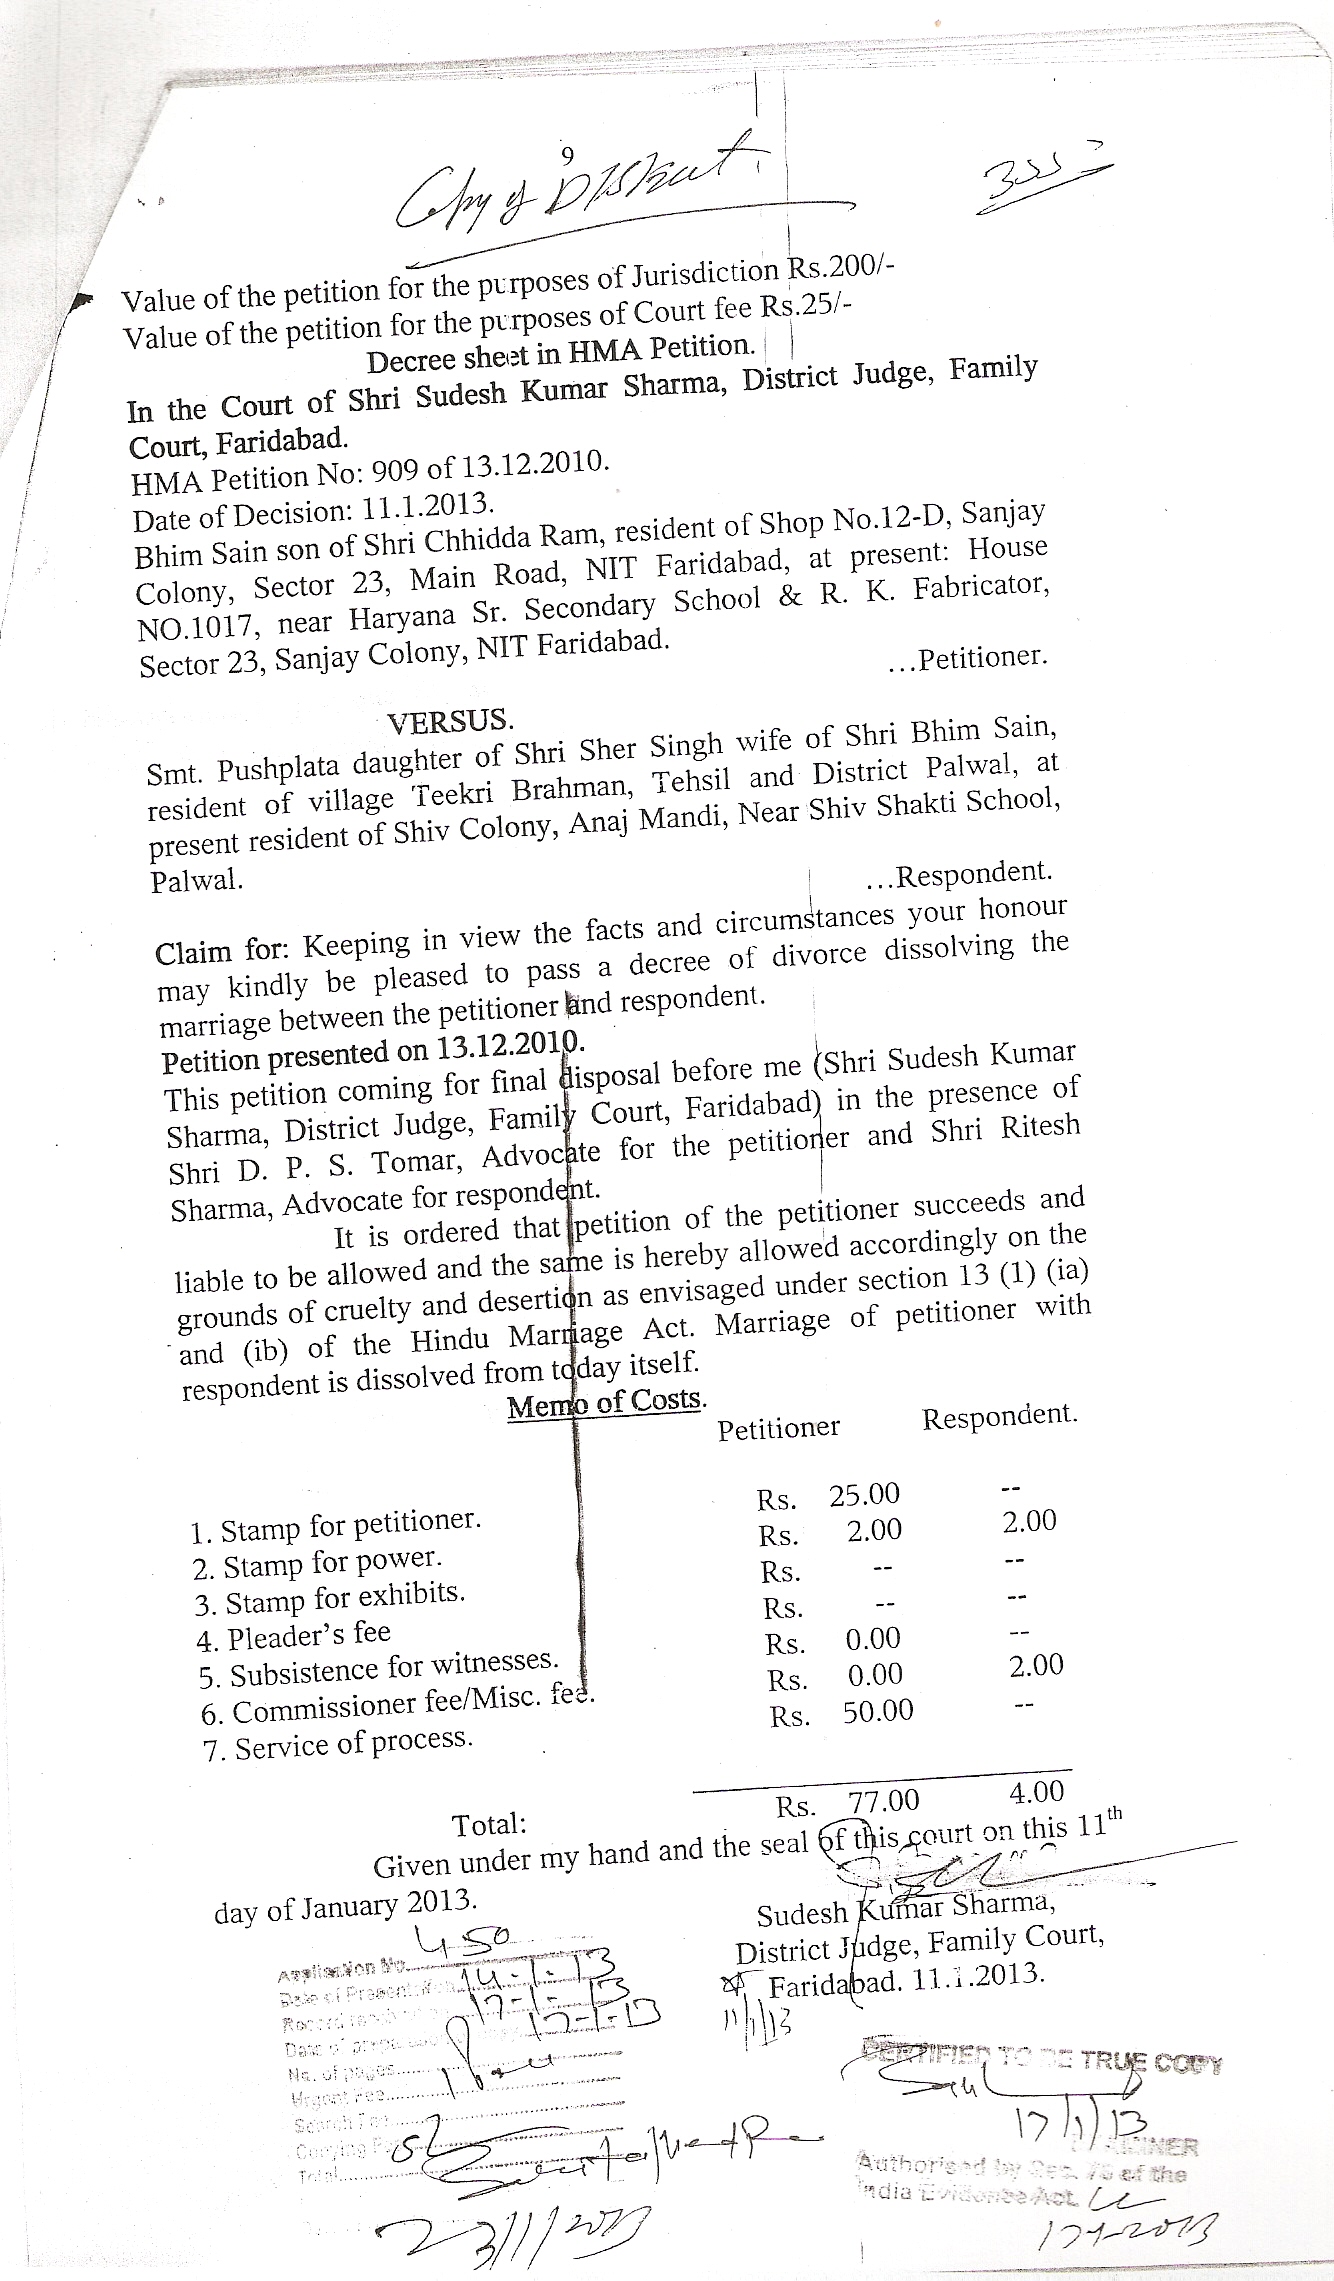 9
Copy of
Value of the petition for the purposes of Jurisdiction Rs.200/-
Value of the petition for the purposes of Court fee Rs.25/-
Decree sheet in HMA Petition.
In the Court of Shri Sudesh Kumar Sharma, District Judge, Family
Court, Faridabad.
HMA Petition No: 909 of 13.12.2010.
Date of Decision: 11.1.2013.
Bhim Sain son of Shri Chhidda Ram, resident of Shop No.12-D, Sanjay
Colony, Sector 23, Main Road, NIT Faridabad, at present: House
NO.1017, near Haryana Sr. Secondary School & R. K. Fabricator,
Sector 23, Sanjay Colony, NIT Faridabad.
...Petitioner.
VERSUS.
Smt. Pushplata daughter of Shri Sher Singh wife of Shri Bhim Sain,
resident of village Teekri Brahman, Tehsil and District Palwal, at
present resident of Shiv Colony, Anaj Mandi, Near Shiv Shakti School,
Palwal.
...Respondent.
Claim for: Keeping in view the facts and circumstances your honour
may kindly be pleased to pass a decree of divorce dissolving the
marriage between the petitioner and respondent.
Petition presented on 13.12.2010.
This petition coming for final disposal before me (Shri Sudesh Kumar
Sharma, District Judge, Family Court, Faridabad) in the presence of
Shri D. P. S. Tomar, Advocate for the petitioner and Shri Ritesh
Sharma, Advocate for respondent.
It is ordered that petition of the petitioner succeeds and
liable to be allowed and the same is hereby allowed accordingly on the
grounds of cruelty and desertion as envisaged under section 13 (1) (ia)
and (ib) of the Hindu Marriage Act. Marriage of petitioner with
respondent is dissolved from today itself.
Memo of Costs.
Petitioner Respondent.
Rs. 25.00 --
1. Stamp for petitioner.
Rs. 2.00 2.00
2. Stamp for power.
Rs. -- --
3. Stamp for exhibits.
Rs. -- --
4. Pleader's fee
Rs. 0.00 --
5. Subsistence for witnesses.
Rs. 0.00 2.00
6. Commissioner fee/Misc. fee.
Rs. 50.00 --
7. Service of process.
Rs. 77.00 4.00
Total:
Given under my hand and the seal of this court on this 11th
day of January 2013.
Sudesh Kumar Sharma,
District Judge, Family Court,
Faridabad. 11.1.2013.
11/1/13
Application No. 450
Date of Presentation 14-1-13
17-1-13
17-1-13
No. of pages
Urgent Fee
Search Fee
Copying Fee
Total
23/1/2013
CERTIFIED TO BE TRUE COPY
17/1/13
Authorised by Sec. 76 of the
India Evidence Act.
17-1-2013